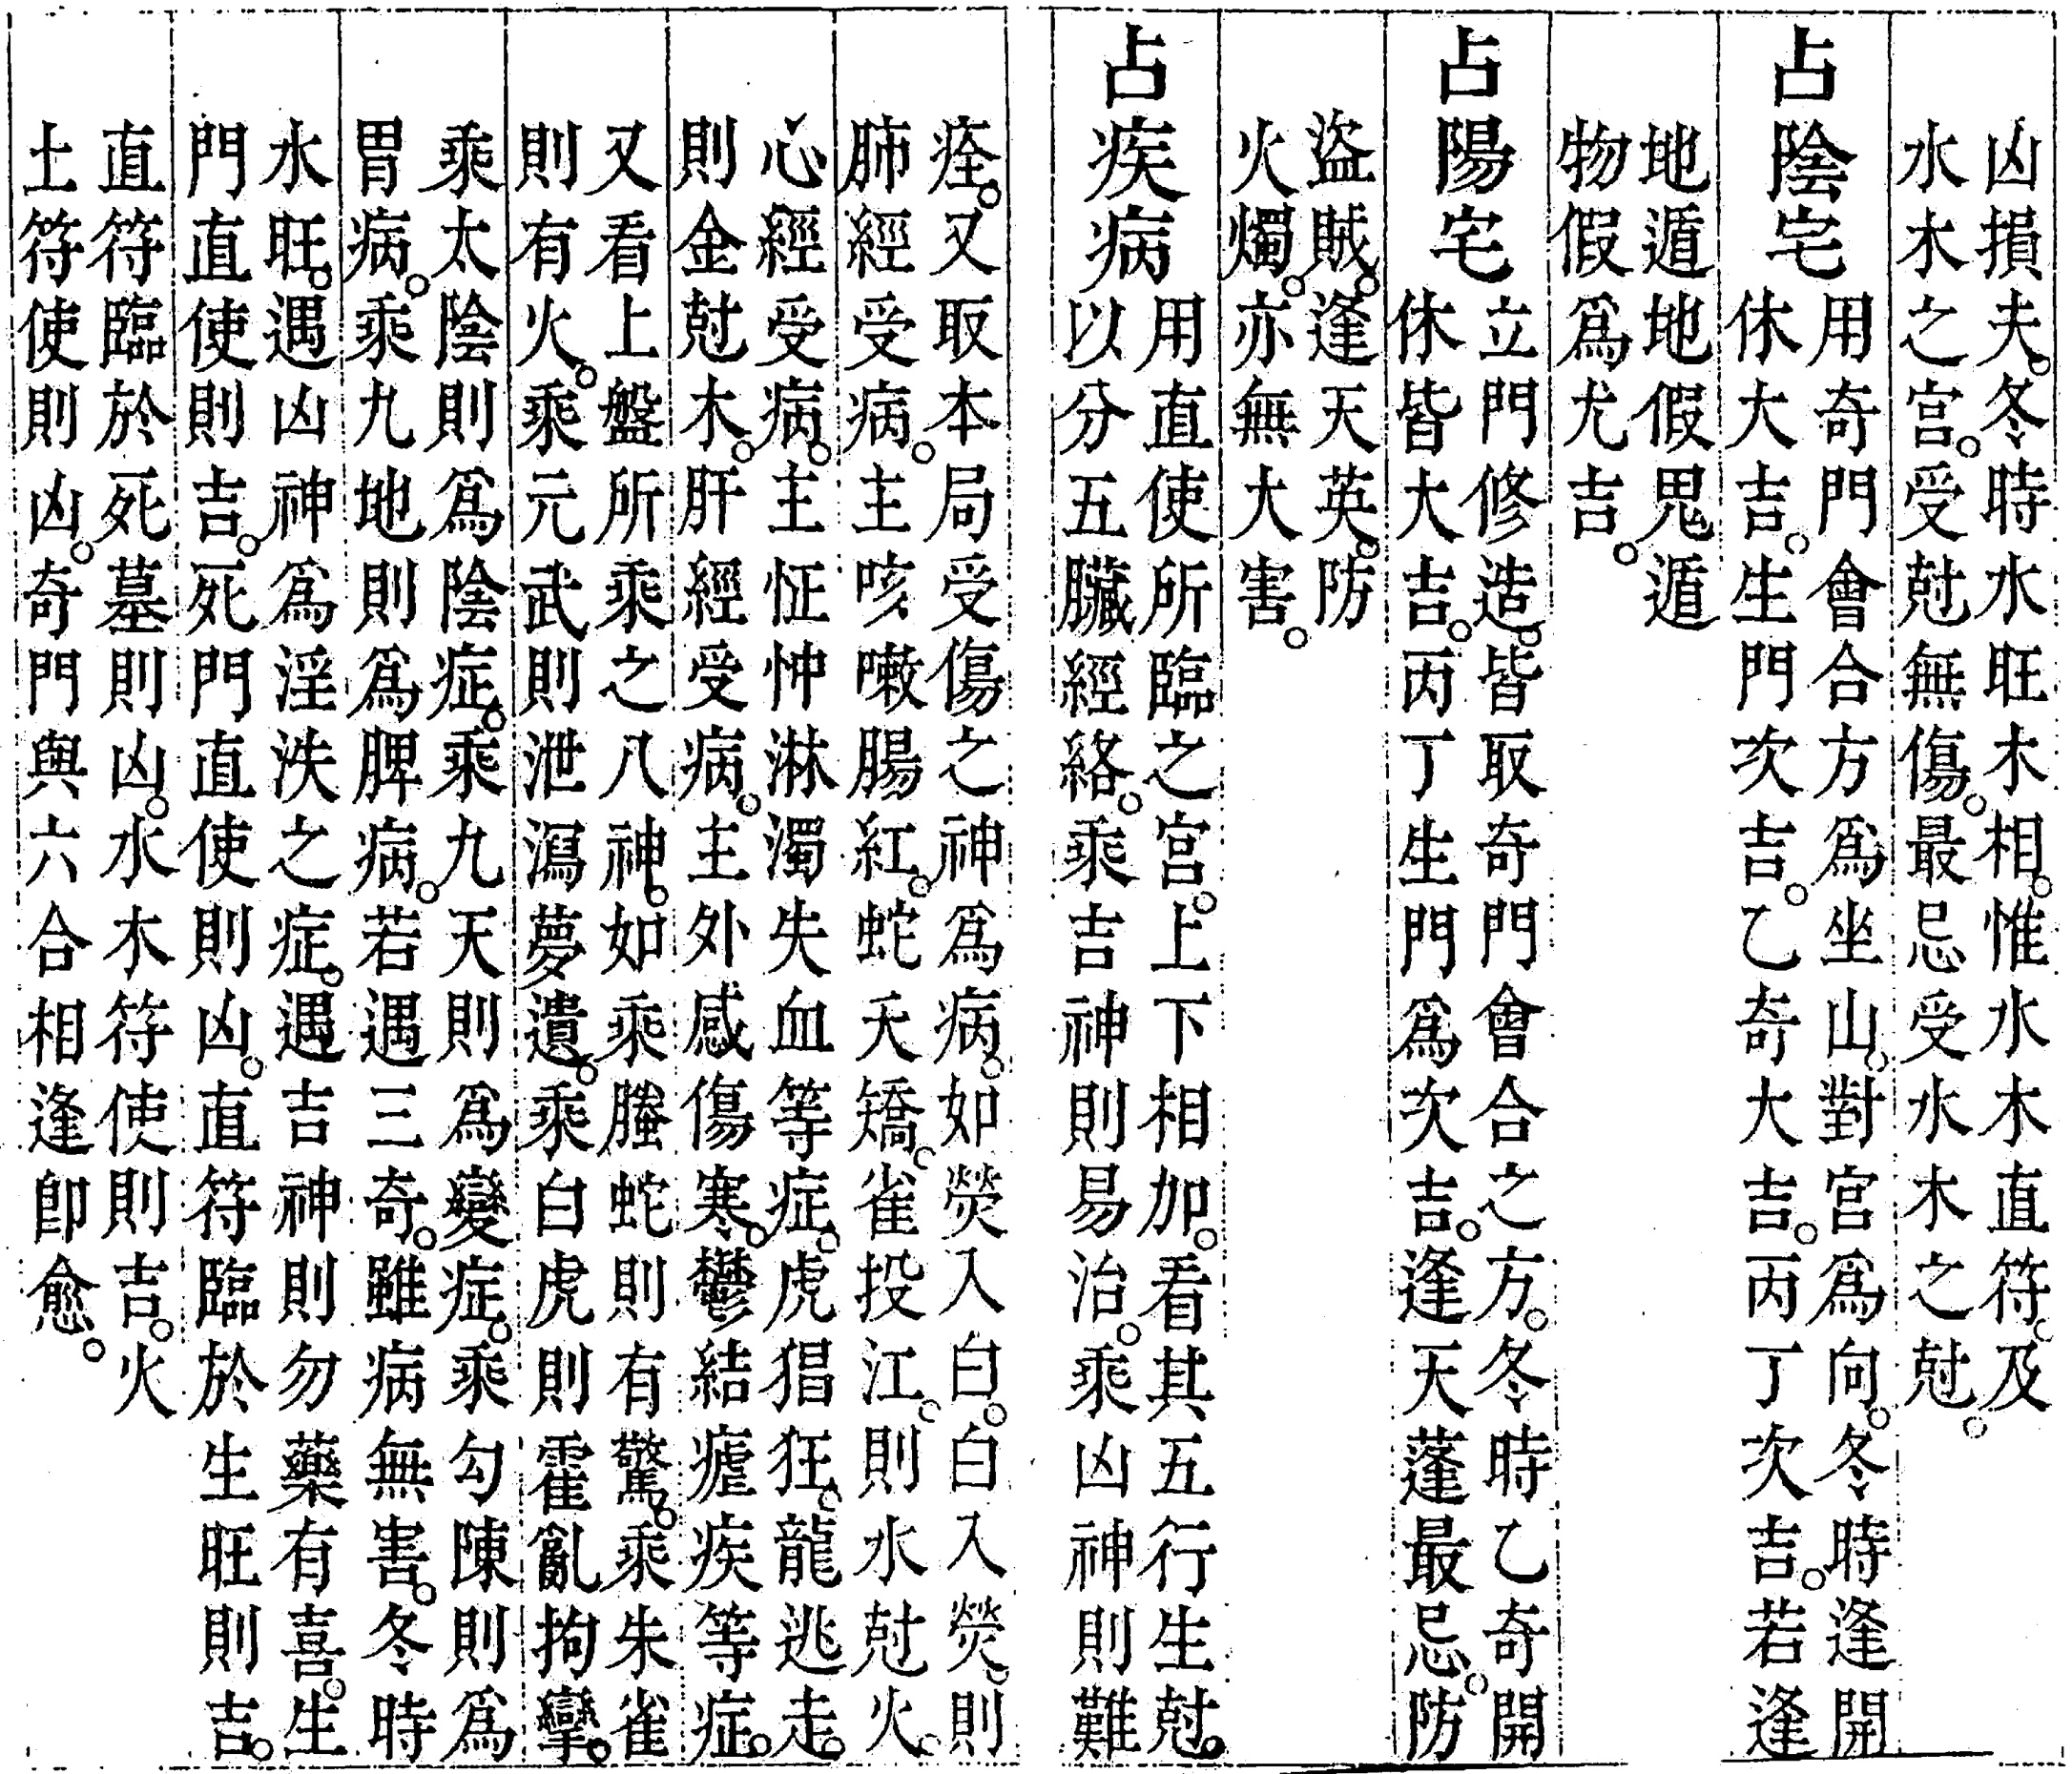 凶損夫。冬時水旺木相。惟水木直符。及
水木之宮。受尅無傷。最忌受水木之尅。
占陰宅
用奇門會合方爲坐山。對宮爲向。冬時逢開
休大吉。生門次吉。乙奇大吉。丙丁次吉。若逢
地遁地假鬼遁
物假爲尤吉。
占陽宅
立門修造。皆取奇門會合之方。冬時乙奇開
休皆大吉。丙丁生門爲次吉。逢天蓬最忌。防
盜賊。逢天英。防
火燭。亦無大害。
占疾病
用直使所臨之宮。上下相加。看其五行生尅。
以分五臟經絡。乘吉神則易治。乘凶神則難
痊。又取本局受傷之神爲病。如熒入白。白入熒。則
肺經受病。主咳嗽腸紅。蛇夭矯。雀投江。則水尅火。
心經受病。主怔忡淋濁失血等症。虎猖狂。龍逃走。
則金尅木。肝經受病。主外感傷寒。鬱結瘧疾等症。
又看上盤所乘之八神。如乘螣蛇則有驚。乘朱雀
則有火。乘元武則泄瀉夢遺。乘白虎則霍亂拘攣。
乘太陰則爲陰症。乘九天則爲變症。乘勾陳則爲
胃病。乘九地則爲脾病。若遇三奇。雖病無害。冬時
水旺。遇凶神爲淫泆之症。遇吉神則勿藥有喜。生
門直使則吉。死門直使則凶。直符臨於生旺則吉。
直符臨於死墓則凶。水木符使則吉。火
土符使則凶。奇門與六合相逢即愈。